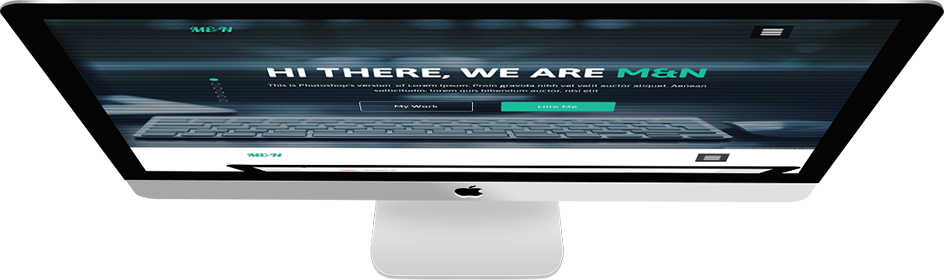 M&N
HI THERE, WE ARE M&N
This is Photoshop's version of Lorem Ipsum. Proin gravida nibh vel velit auctor aliquet. Aenean
sollicitudin, lorem quis bibendum auctor, nisi elit
My Work
Hire Me
M&N